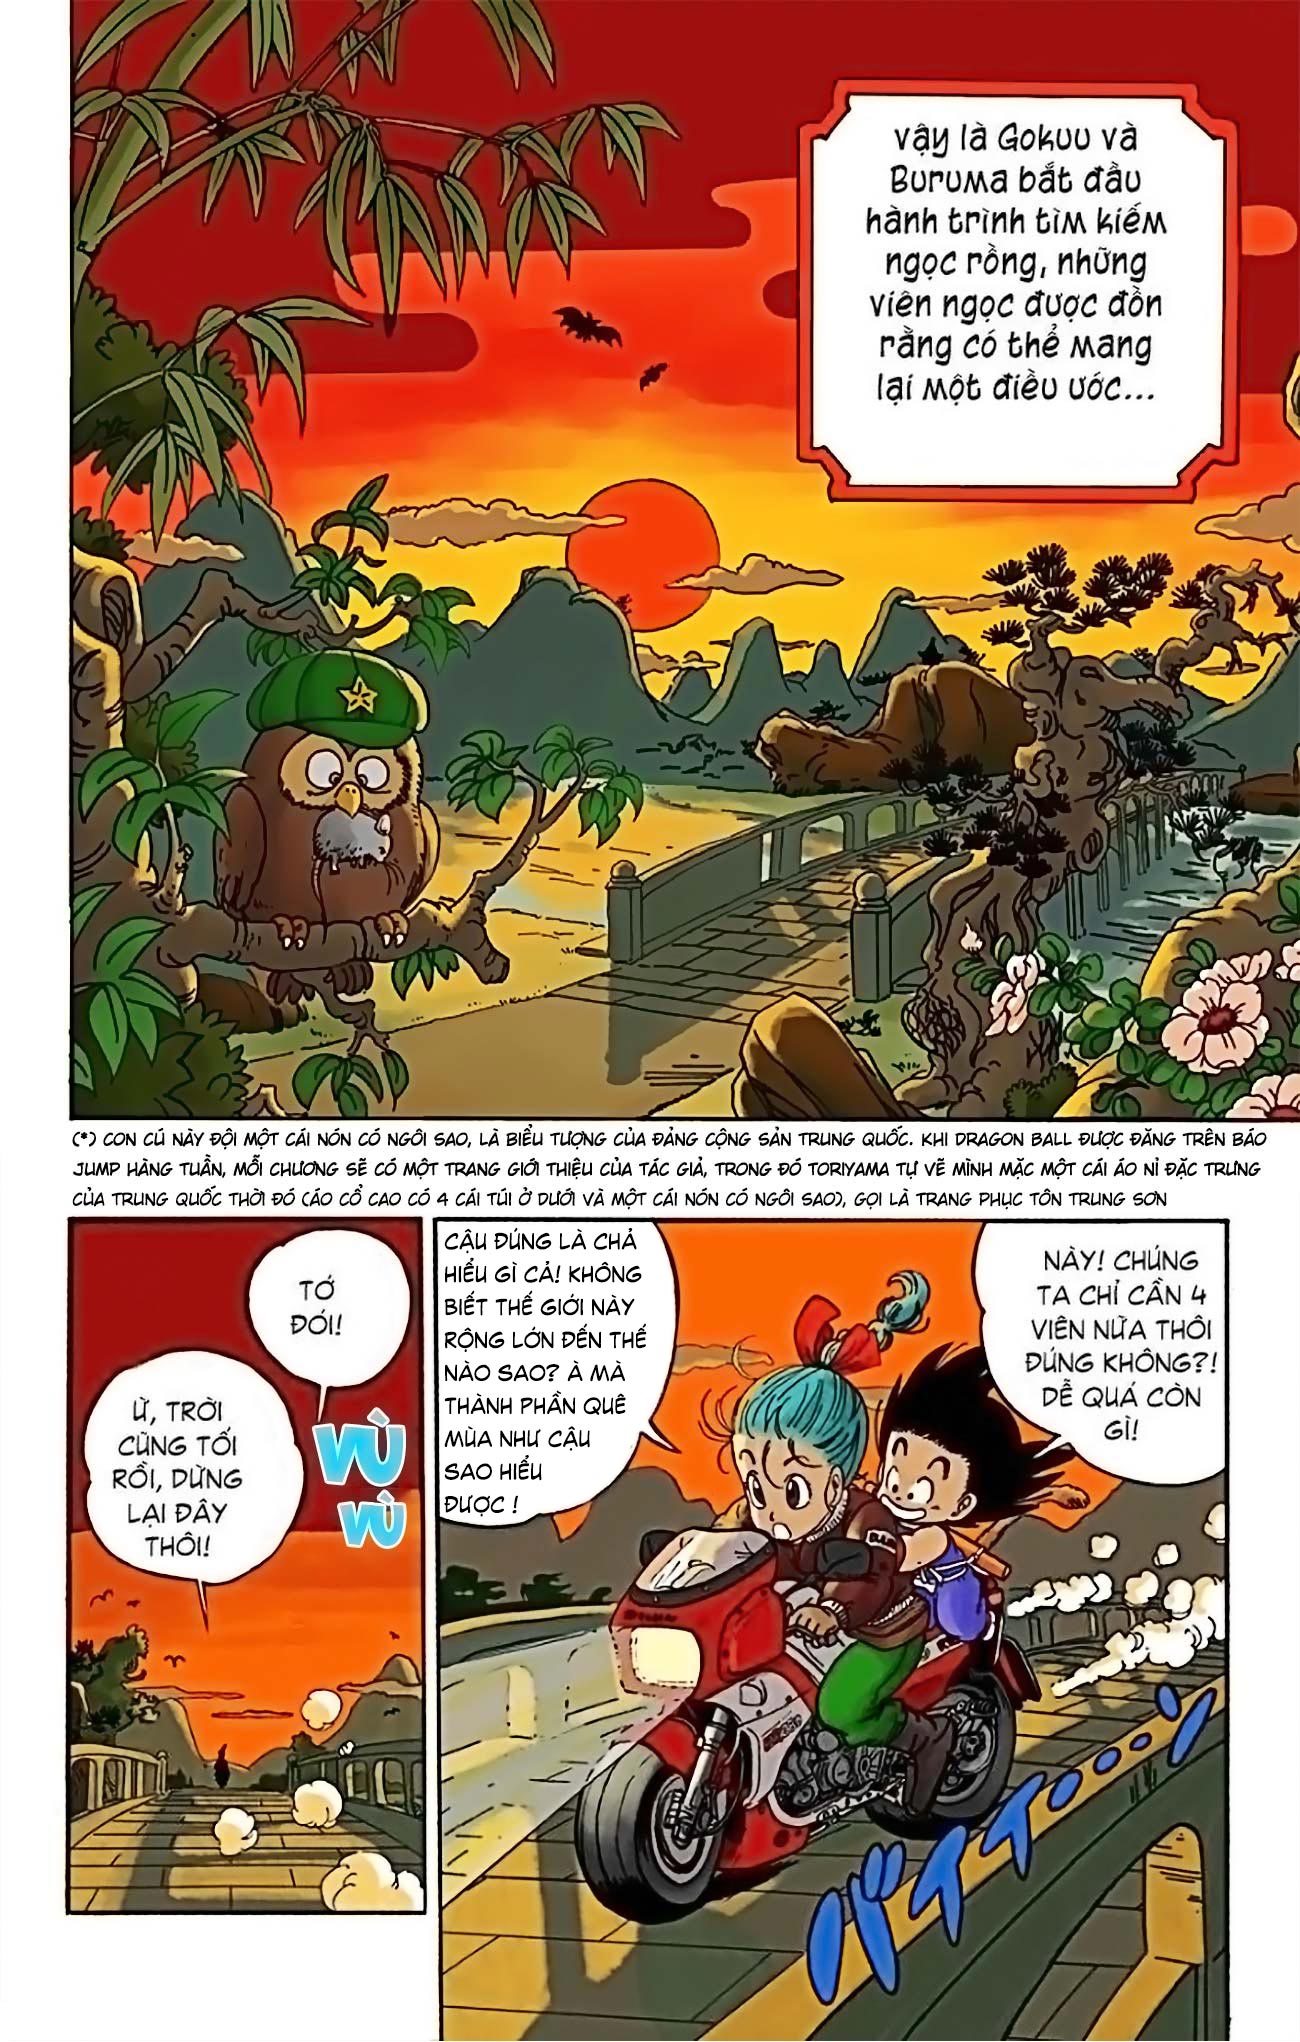 vậy là Gokuu và
Buruma bắt đầu
hành trình tìm kiếm
ngọc rồng, những
viên ngọc được đồn
rằng có thể mang
lại một điều ước...
(*) CON CÚ NÀY ĐỘI MỘT CÁI NÓN CÓ NGÔI SAO, LÀ BIỂU TƯỢNG CỦA ĐẢNG CỘNG SẢN TRUNG QUỐC. KHI DRAGON BALL ĐƯỢC ĐĂNG TRÊN BÁO
JUMP HÀNG TUẦN, MỖI CHƯƠNG SẼ CÓ MỘT TRANG GIỚI THIỆU CỦA TÁC GIẢ, TRONG ĐÓ TORIYAMA TỰ VẼ MÌNH MẶC MỘT CÁI ÁO NỈ ĐẶC TRƯNG
CỦA TRUNG QUỐC THỜI ĐÓ (ÁO CỔ CAO CÓ 4 CÁI TÚI Ở DƯỚI VÀ MỘT CÁI NÓN CÓ NGÔI SAO), GỌI LÀ TRANG PHỤC TÔN TRUNG SƠN
NÀY! CHÚNG
TA CHỈ CẦN 4
VIÊN NỮA THÔI
ĐÚNG KHÔNG?!
DỄ QUÁ CÒN
GÌ!
CẬU ĐÚNG LÀ CHẢ
HIỂU GÌ CẢ! KHÔNG
BIẾT THẾ GIỚI NÀY
RỘNG LỚN ĐẾN THẾ
NÀO SAO? À MÀ
THÀNH PHẦN QUÊ
MÙA NHƯ CẬU
SAO HIỂU
ĐƯỢC !
バイイ・・ン
TỚ
ĐÓI!
VÙ
VÙ
Ừ, TRỜI
CŨNG TỐI
RỒI, DỪNG
LẠI ĐÂY
THÔI!